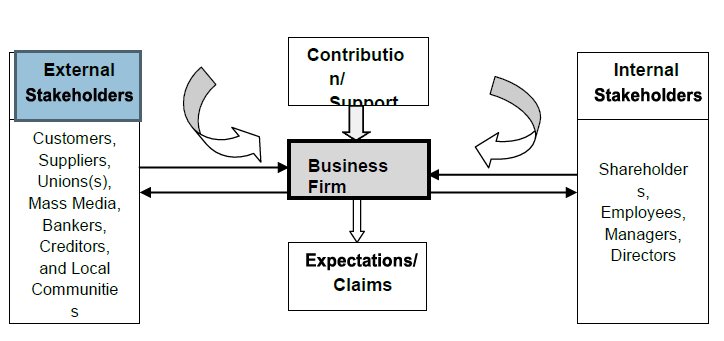 External
Stakeholders
Customers,
Suppliers,
Unions(s),
Mass Media,
Bankers,
Creditors,
and Local
Communitie
s
Contributio
n/
Support
Business
Firm
Expectations/
Claims
Internal
Stakeholders
Shareholder
s,
Employees,
Managers,
Directors